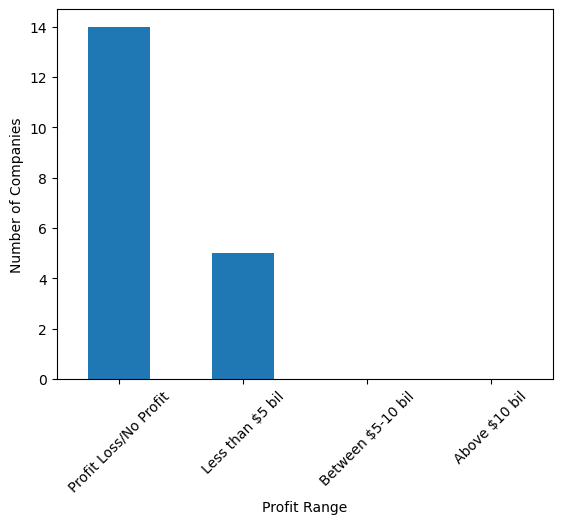 14
12
10
8
6
4
2
0
Number of Companies
Profit Loss/No Profit
Less than $5 bil
Between $5-10 bil
Above $10 bil
Profit Range